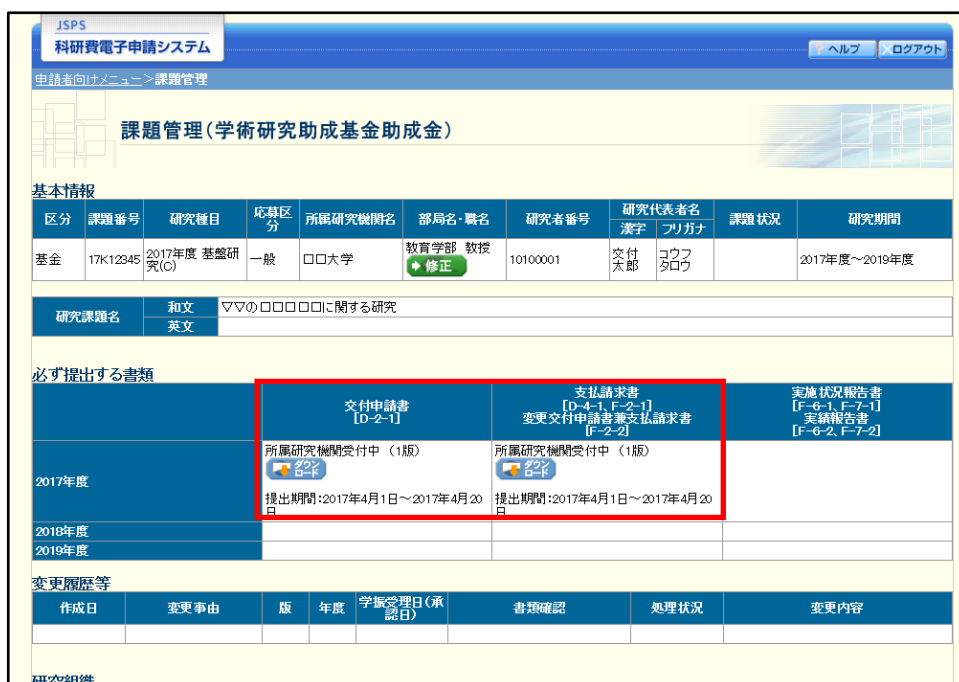 JSPS
科研費電子申請システム
ヘルプ ログアウト
申請者向けメニュー>課題管理
課題管理(学術研究助成基金助成金)
基本情報
区分 課題番号 研究種目 応募区分 所属研究機関名 部局名・職名 研究者番号 研究代表者名 課題状況 研究期間
漢字 フリガナ
基金 17K12345 2017年度 基盤研究(C) 一般 □□大学 教育学部 教授 10100001 交付 太郎 コウフ タロウ 2017年度～2019年度
修正
研究課題名 和文 ▽▽の□□□□□に関する研究
英文
必ず提出する書類
交付申請書 [D-2-1]
支払請求書
[D-4-1、F-2-1]
変更交付申請書兼支払請求書
[F-2-2]
実施状況報告書
[F-6-1、F-7-1]
実績報告書
[F-6-2、F-7-2]
2017年度
所属研究機関受付中 (1版)
ダウンロード
提出期間:2017年4月1日～2017年4月20日
所属研究機関受付中 (1版)
ダウンロード
提出期間:2017年4月1日～2017年4月20日
2018年度
2019年度
変更履歴等
作成日 変更事由 版 年度 学振受理日(承認日) 書類確認 処理状況 変更内容
研究組織